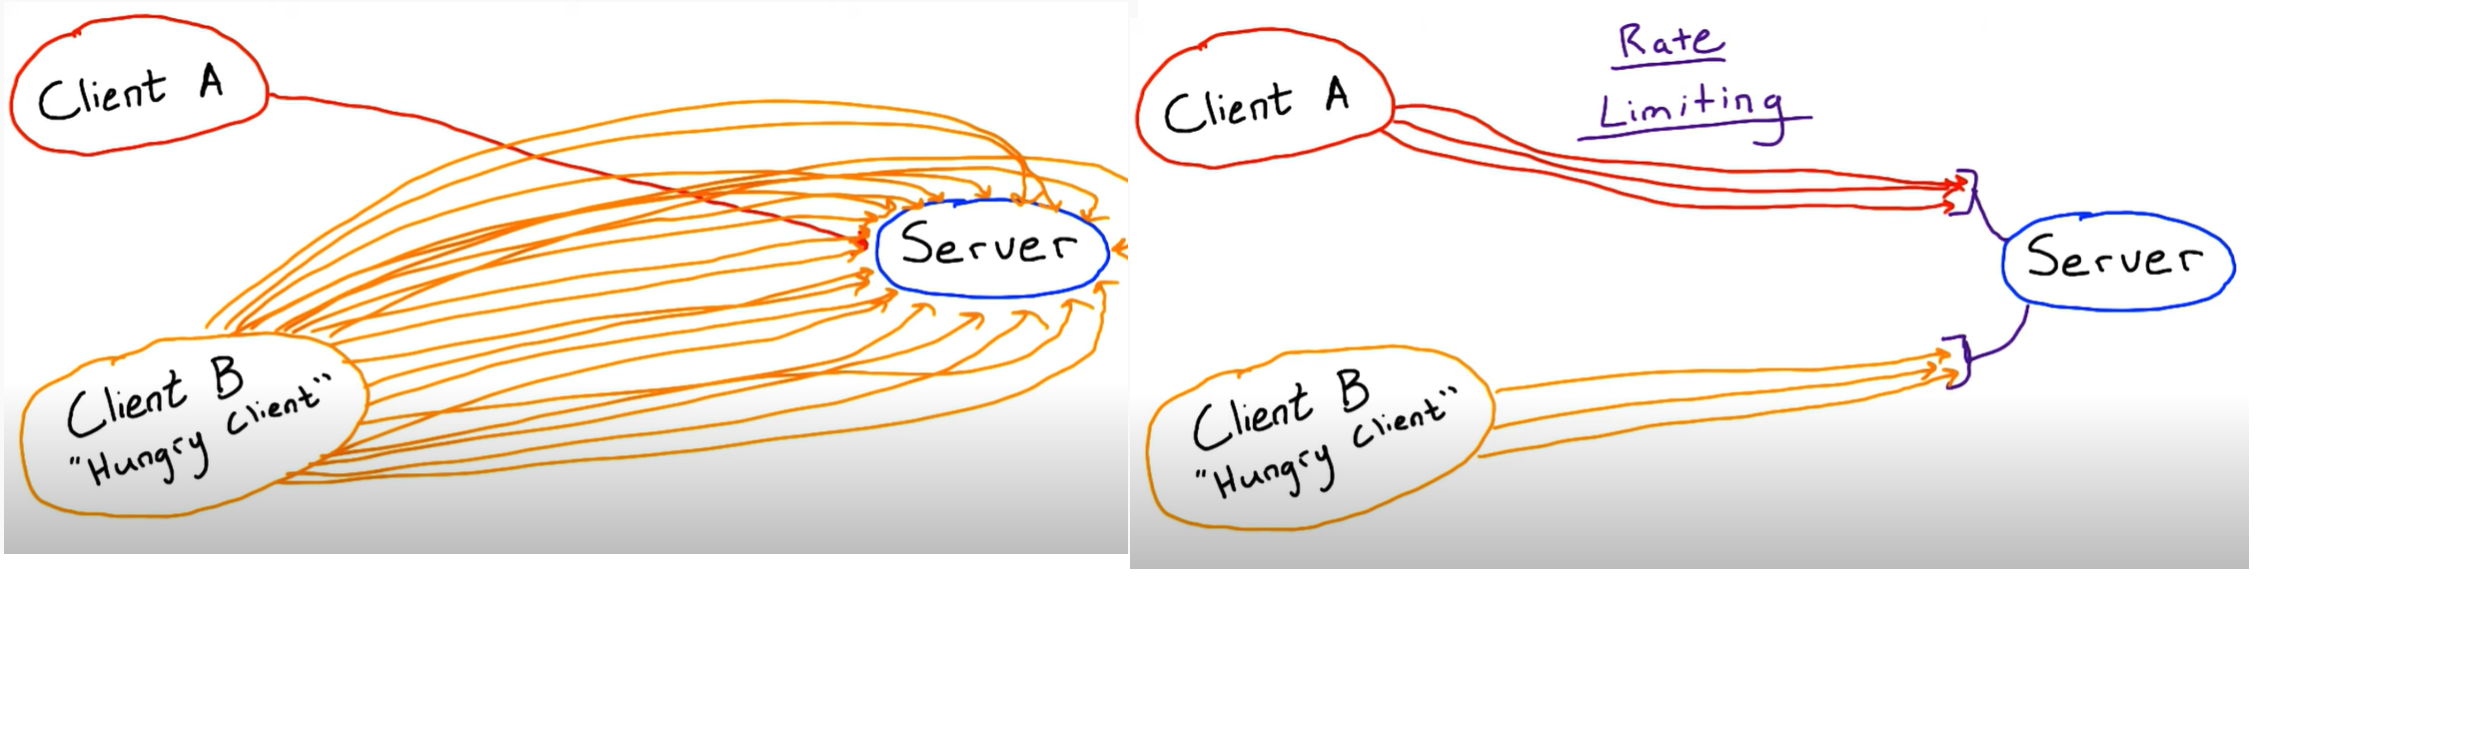 Client A
Server
Client B
"Hungry Client"
Rate
Limiting
Client A
Server
Client B
"Hungry Client"